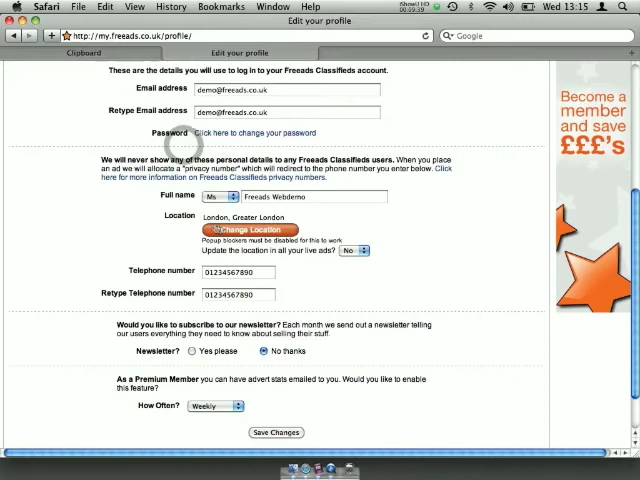 Safari File Edit View History Bookmarks Window Help Wed 13:15
00:09:39
Edit your profile
http://my.freeads.co.uk/profile/
Google
Clipboard Edit your profile
These are the details you will use to log in to your Freeads Classifieds account.
Email address demo@freeads.co.uk
Retype Email address demo@freeads.co.uk
Password Click here to change your password
We will never show any of these personal details to any Freeads Classifieds users. When you place
an ad we will allocate a "privacy number" which will redirect to the phone number you enter below. Click
here for more information on Freeads Classifieds privacy numbers.
Full name Ms Freeads Webdemo
Location London, Greater London
Change Location
Popup blockers must be disabled for this to work
Update the location in all your live ads? No
Telephone number 01234567890
Retype Telephone number 01234567890
Would you like to subscribe to our newsletter? Each month we send out a newsletter telling
our users everything they need to know about selling their stuff.
Newsletter? Yes please No thanks
As a Premium Member you can have advert stats emailed to you. Would you like to enable
this feature?
How Often? Weekly
Save Changes
Become a
member
and save
£££'s